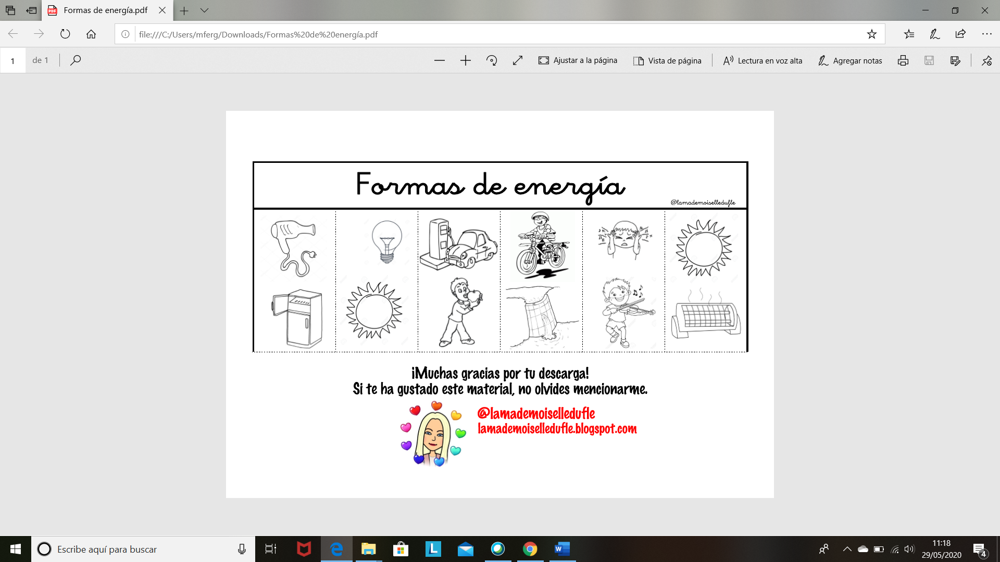 Formas de energía.pdf
file:///C:/Users/mferg/Downloads/Formas%20de%20energía.pdf
1 de 1
Ajustar a la página
Vista de página
Lectura en voz alta
Agregar notas
Formas de energía
@lamademoiselledufle
¡Muchas gracias por tu descarga!
Si te ha gustado este material, no olvides mencionarme.
@lamademoiselledufle
lamademoiselledufle.blogspot.com
Escribe aquí para buscar
11:18
29/05/2020
4